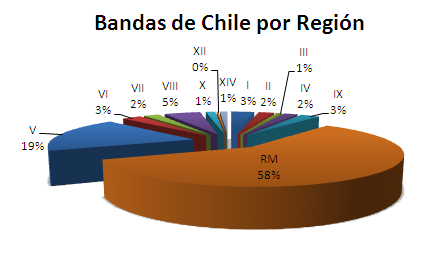 Bandas de Chile por Región
I
3%
II
2%
III
1%
IV
2%
IX
3%
RM
58%
V
19%
VI
3%
VII
2%
VIII
5%
X
1%
XII
0%
XIV
1%